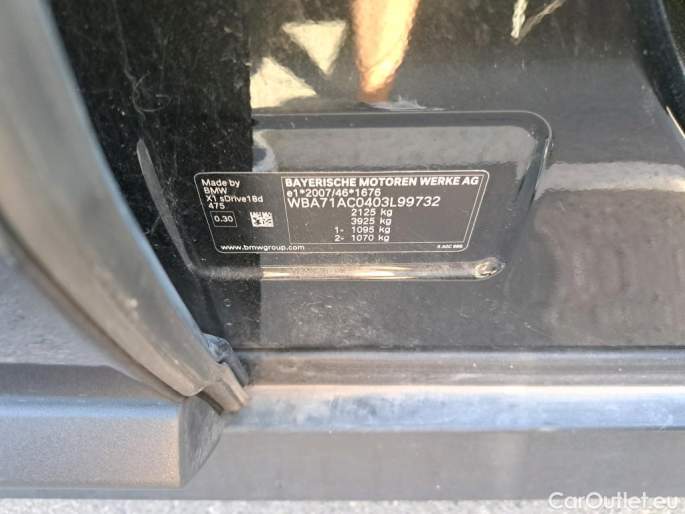 Made by
BMW
X1 sDrive18d
475
0.30
www.bmwgroup.com
BAYERISCHE MOTOREN WERKE AG
e1*2007/46*1676
WBA71AC0403L99732
2125 kg
3925 kg
1- 1095 kg
2- 1070 kg
CarOutlet.eu